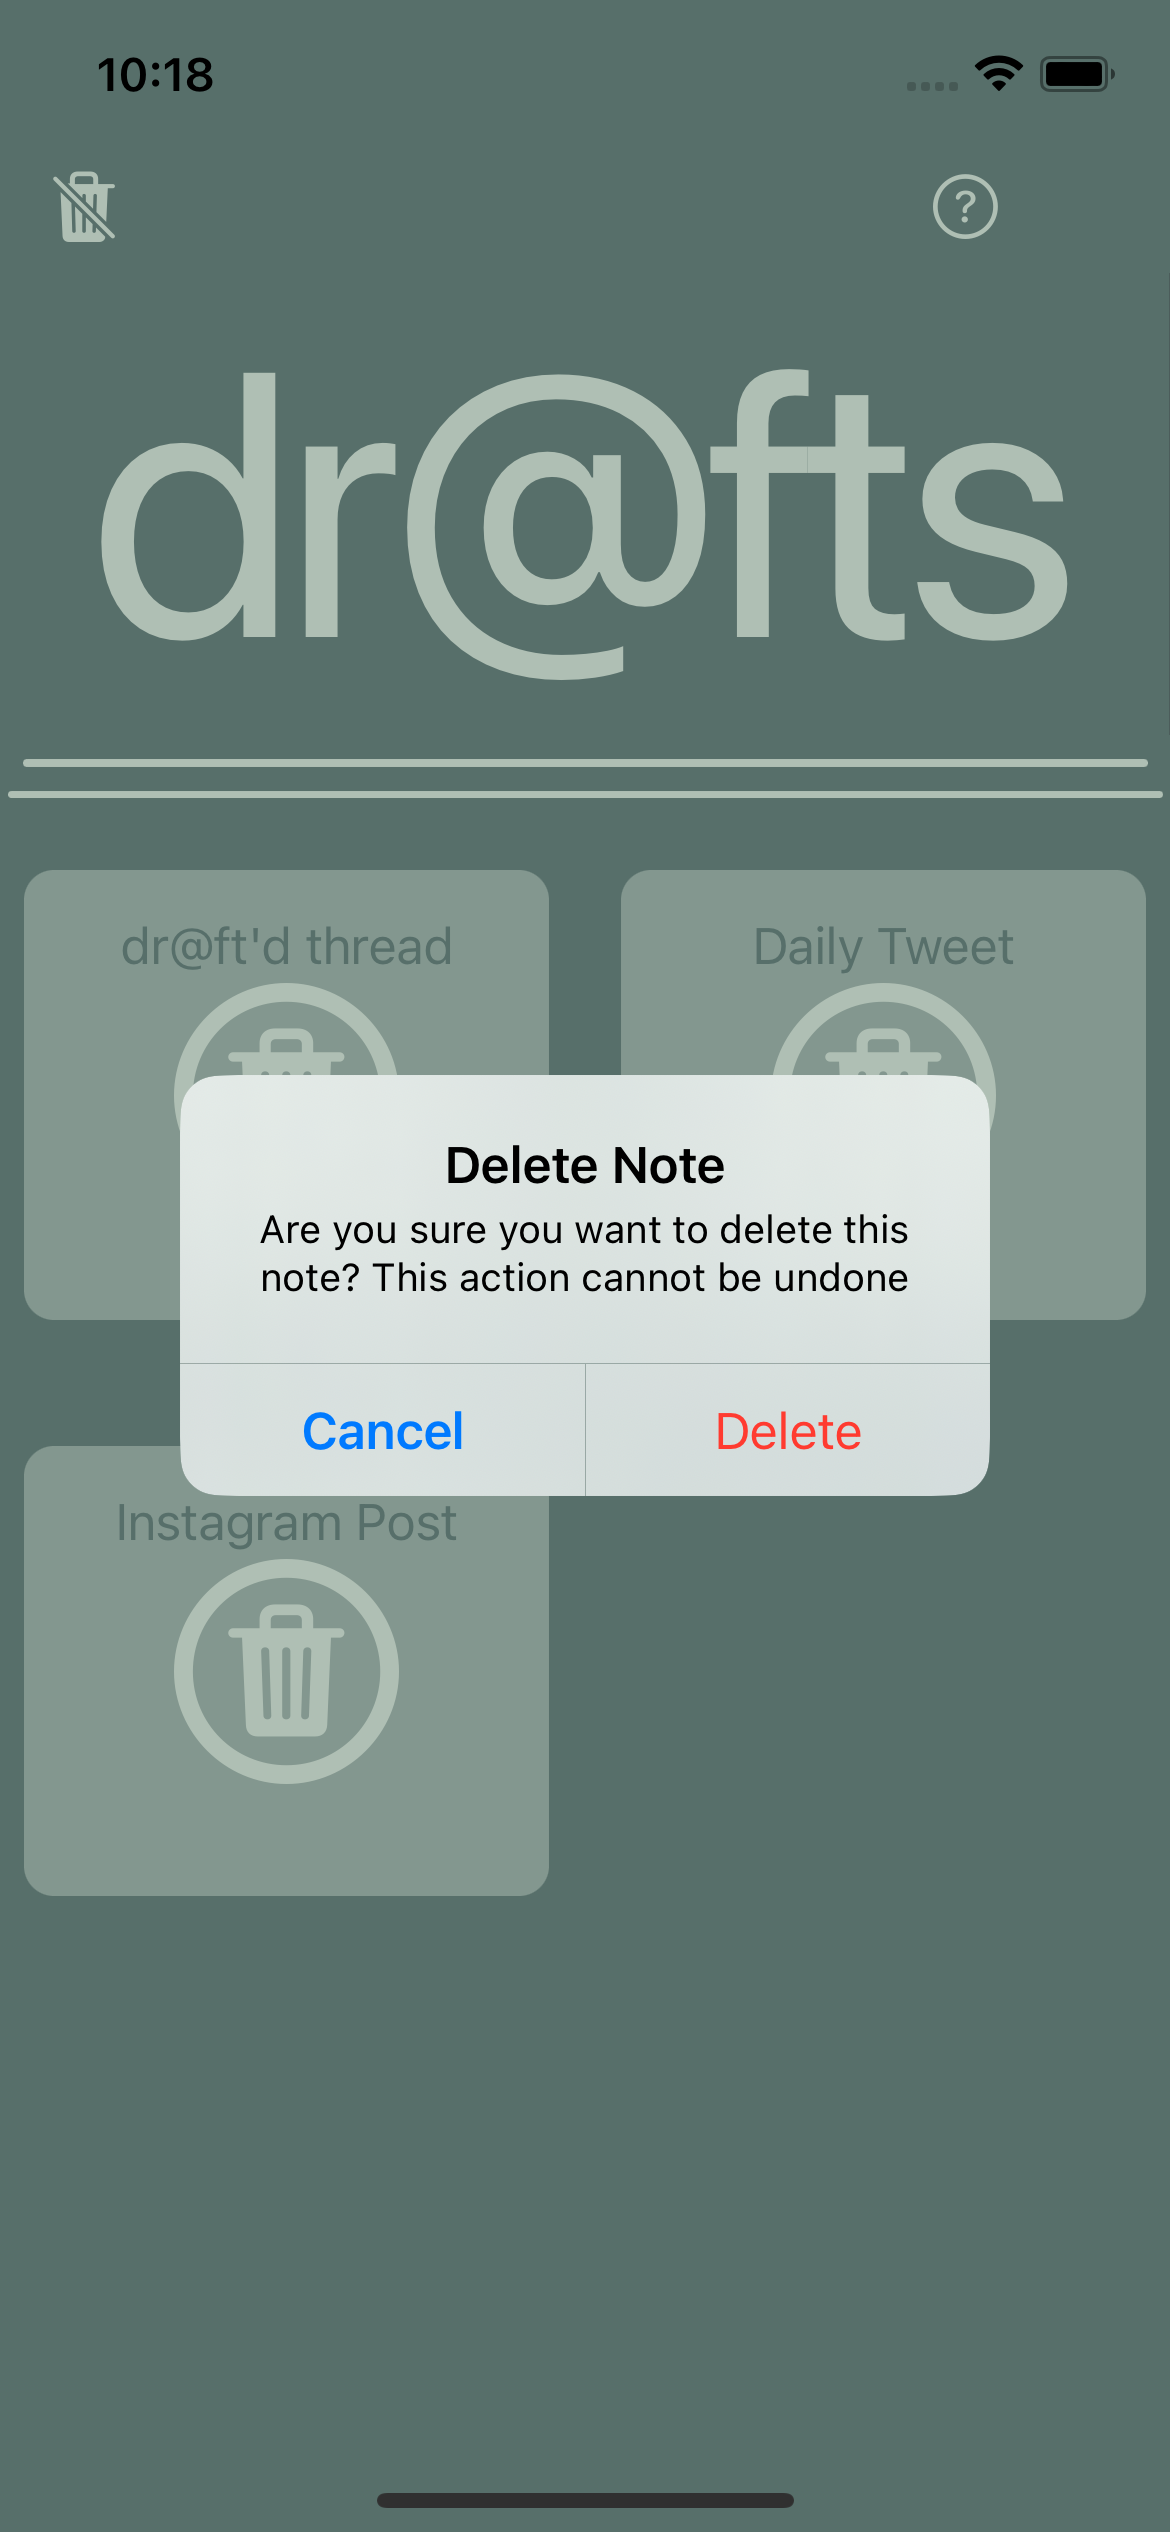 10:18
?
dr@fts
dr@ft'd thread
Daily Tweet
Delete Note
Are you sure you want to delete this
note? This action cannot be undone
Cancel
Delete
Instagram Post